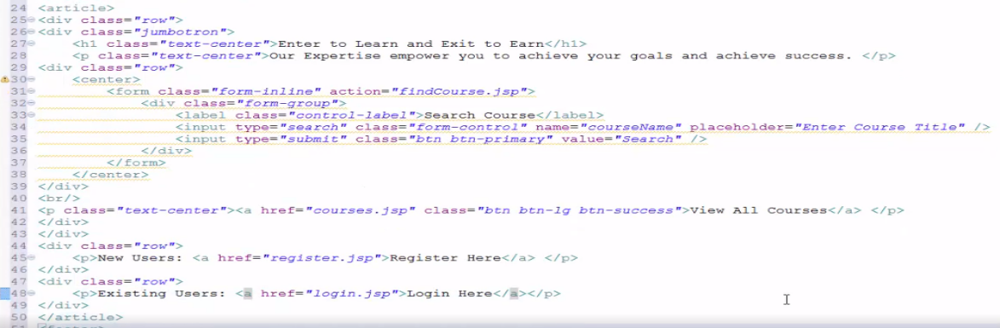 24 <article>
25 <div class="row">
26 <div class="jumbotron">
27 <h1 class="text-center">Enter to Learn and Exit to Earn</h1>
28 <p class="text-center">Our Expertise empower you to achieve your goals and achieve success. </p>
29 <div class="row">
30 <center>
31 <form class="form-inline" action="findCourse.jsp">
32 <div class="form-group">
33 <label class="control-label">Search Course</label>
34 <input type="search" class="form-control" name="courseName" placeholder="Enter Course Title" />
35 <input type="submit" class="btn btn-primary" value="Search" />
36 </div>
37 </form>
38 </center>
39 </div>
40 <br/>
41 <p class="text-center"><a href="courses.jsp" class="btn btn-lg btn-success">View All Courses</a> </p>
42 </div>
43 </div>
44 <div class="row">
45 <p>New Users: <a href="register.jsp">Register Here</a> </p>
46 </div>
47 <div class="row">
48 <p>Existing Users: <a href="login.jsp">Login Here</a></p>
49 </div>
50 </article>